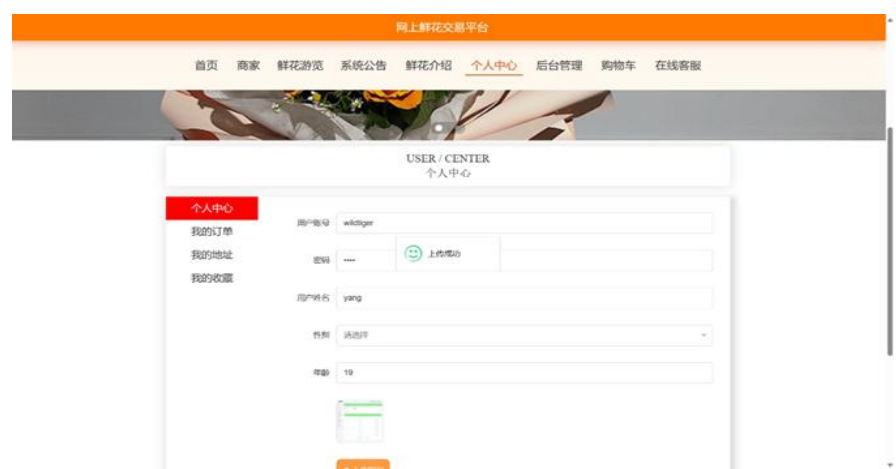 网上鲜花交易平台
首页 商家 鲜花游览 系统公告 鲜花介绍 个人中心 后台管理 购物车 在线客服
USER / CENTER
个人中心
个人中心
我的订单
我的地址
我的收藏
用户账号 wildtiger
密码 ••••
上传成功
用户姓名 yang
性别 请选择
年龄 19